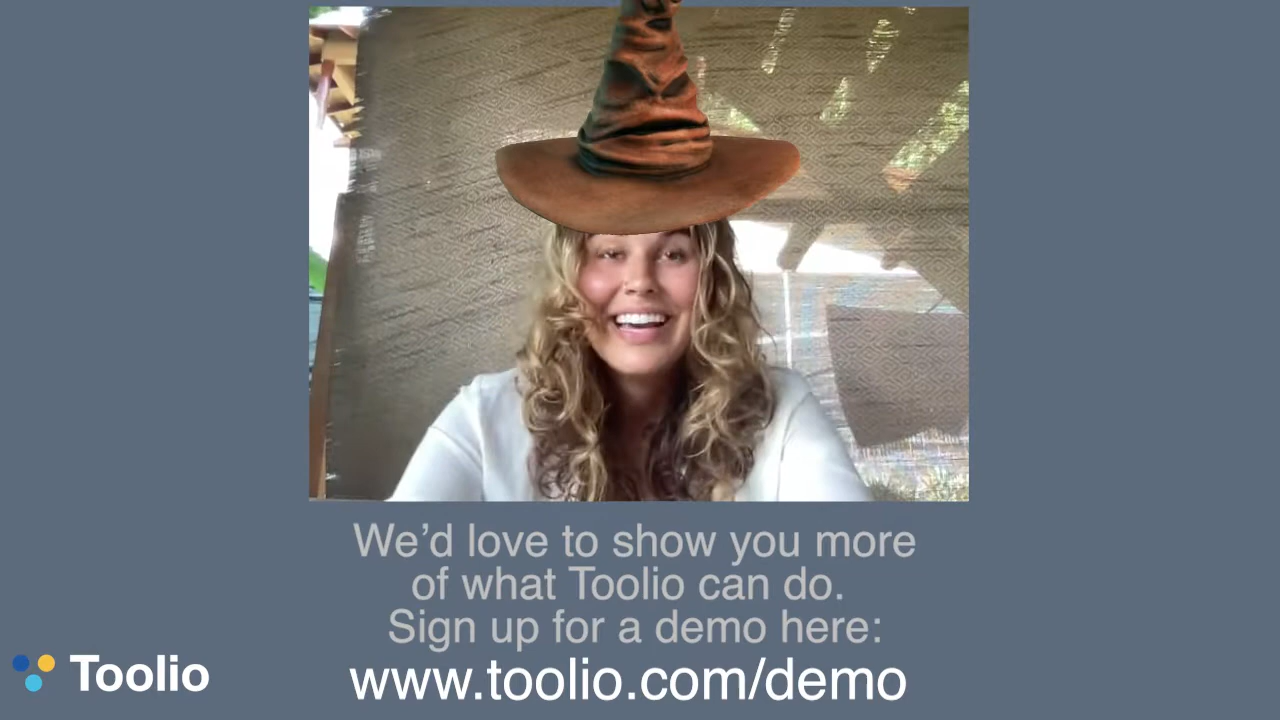 We’d love to show you more
of what Toolio can do.
Sign up for a demo here:
www.toolio.com/demo
Toolio